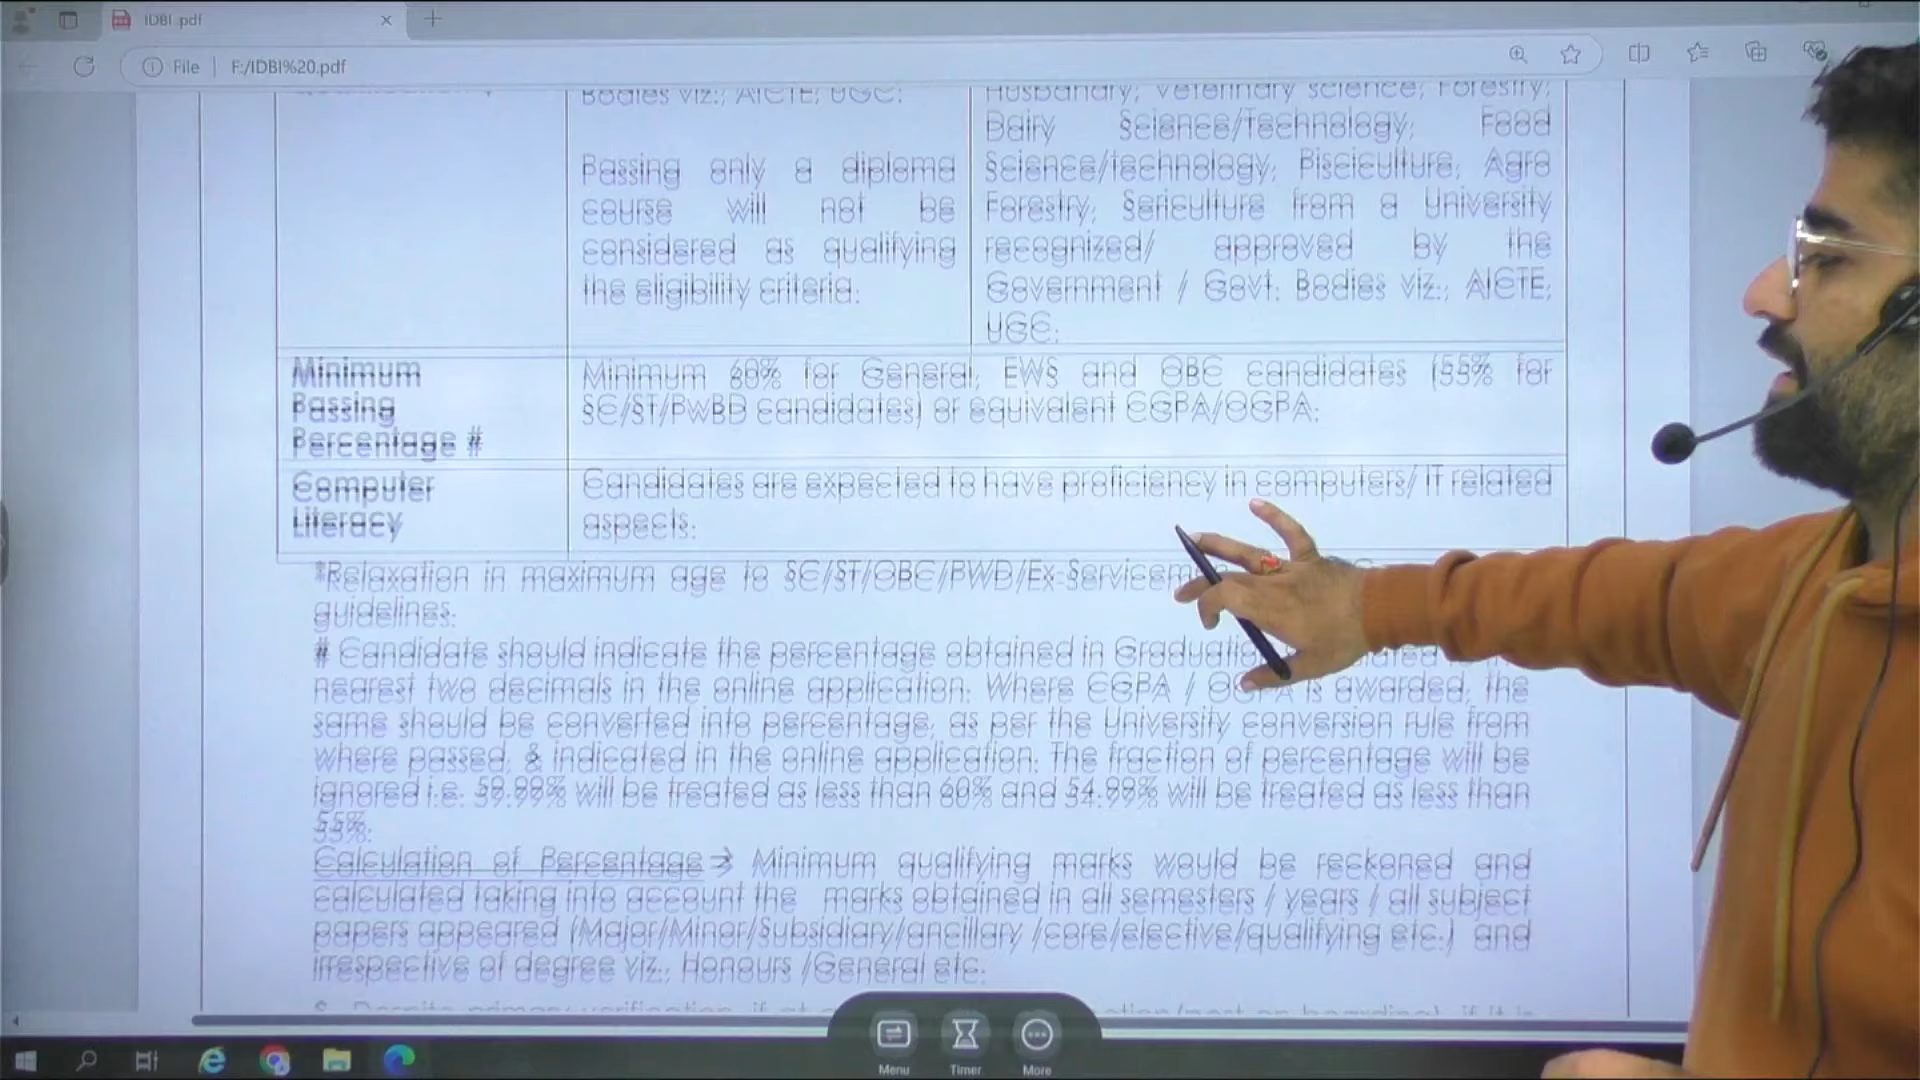 IDBI .pdf
File | F:/IDBI%20.pdf
Bodies viz., AICTE, UGC.
Passing only a diploma
course will not be
considered as qualifying
the eligibility criteria.
Husbandry, Veterinary science, Forestry,
Dairy Science/Technology, Food
Science/technology, Pisciculture, Agro
Forestry, Sericulture from a University
recognized/ approved by the
Government / Govt. Bodies viz., AICTE,
UGC.
Minimum
Passing
Percentage #
Minimum 60% for General, EWS and OBC candidates (55% for
SC/ST/PwBD candidates) or equivalent CGPA/OGPA.
Computer
Literacy
Candidates are expected to have proficiency in computers/ IT related
aspects.
*Relaxation in maximum age to SC/ST/OBC/PWD/Ex-Servicem
guidelines.
# Candidate should indicate the percentage obtained in Graduatio
nearest two decimals in the online application. Where CGPA / OGPA is awarded, the
same should be converted into percentage, as per the University conversion rule from
where passed, & indicated in the online application. The fraction of percentage will be
ignored i.e. 59.99% will be treated as less than 60% and 54.99% will be treated as less than
55%.
Calculation of Percentage→ Minimum qualifying marks would be reckoned and
calculated taking into account the marks obtained in all semesters / years / all subject
papers appeared (Major/Minor/Subsidiary/ancillary /core/elective/qualifying etc.) and
irrespective of degree viz., Honours /General etc.
Menu Timer More